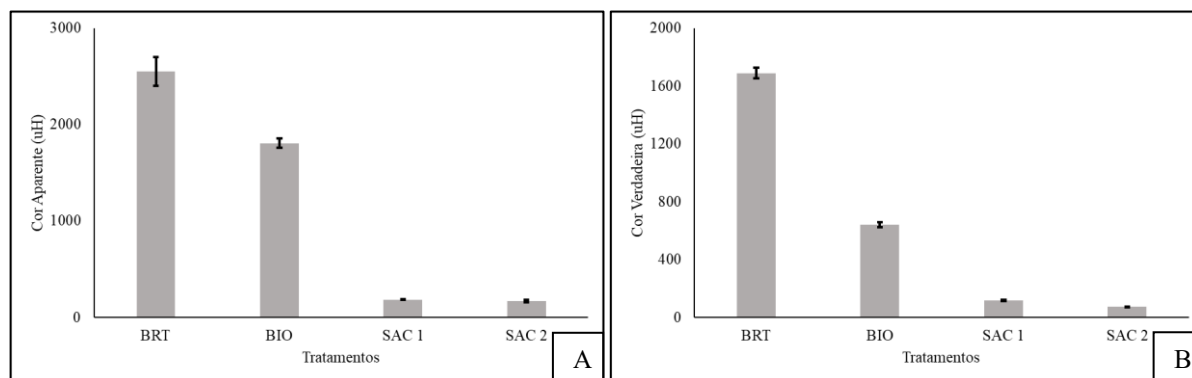 3000
2000
1000
0
Cor Aparente (uH)
BRT BIO SAC 1 SAC 2
Tratamentos
A
2000
1600
1200
800
400
0
Cor Verdadeira (uH)
BRT BIO SAC 1 SAC 2
Tratamentos
B